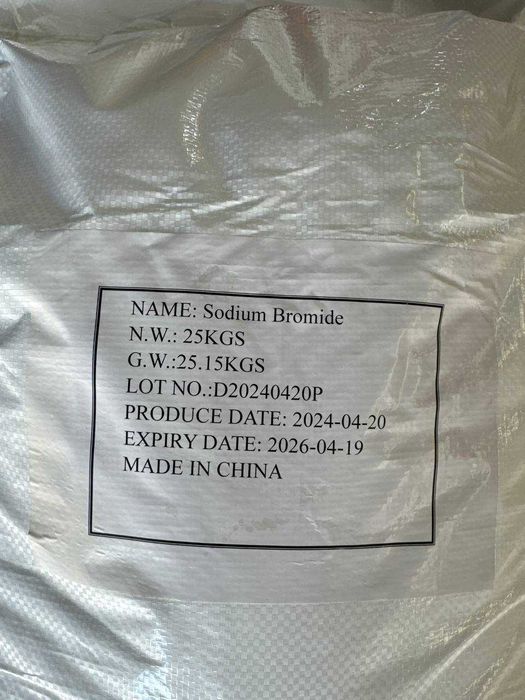 NAME: Sodium Bromide
N.W.: 25KGS
G.W.:25.15KGS
LOT NO.:D20240420P
PRODUCE DATE: 2024-04-20
EXPIRY DATE: 2026-04-19
MADE IN CHINA